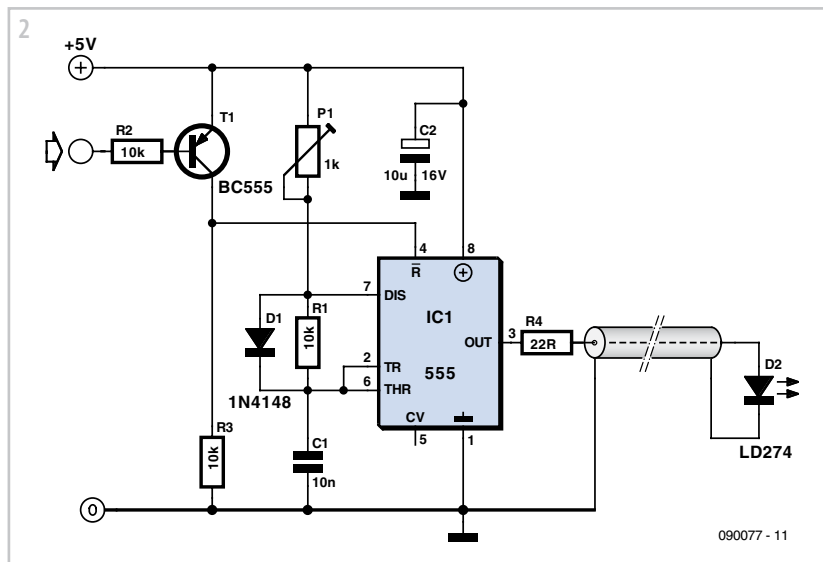 2
+5V
T1
P1
R2
10k
1k
C2
10u 16V
BC555
4
8
R
7
DIS
D1
R1
10k
IC1
R4
3
OUT
22R
2
TR
D2
6
THR
555
1N4148
CV
5
1
LD274
R3
10k
C1
10n
0
090077 - 11